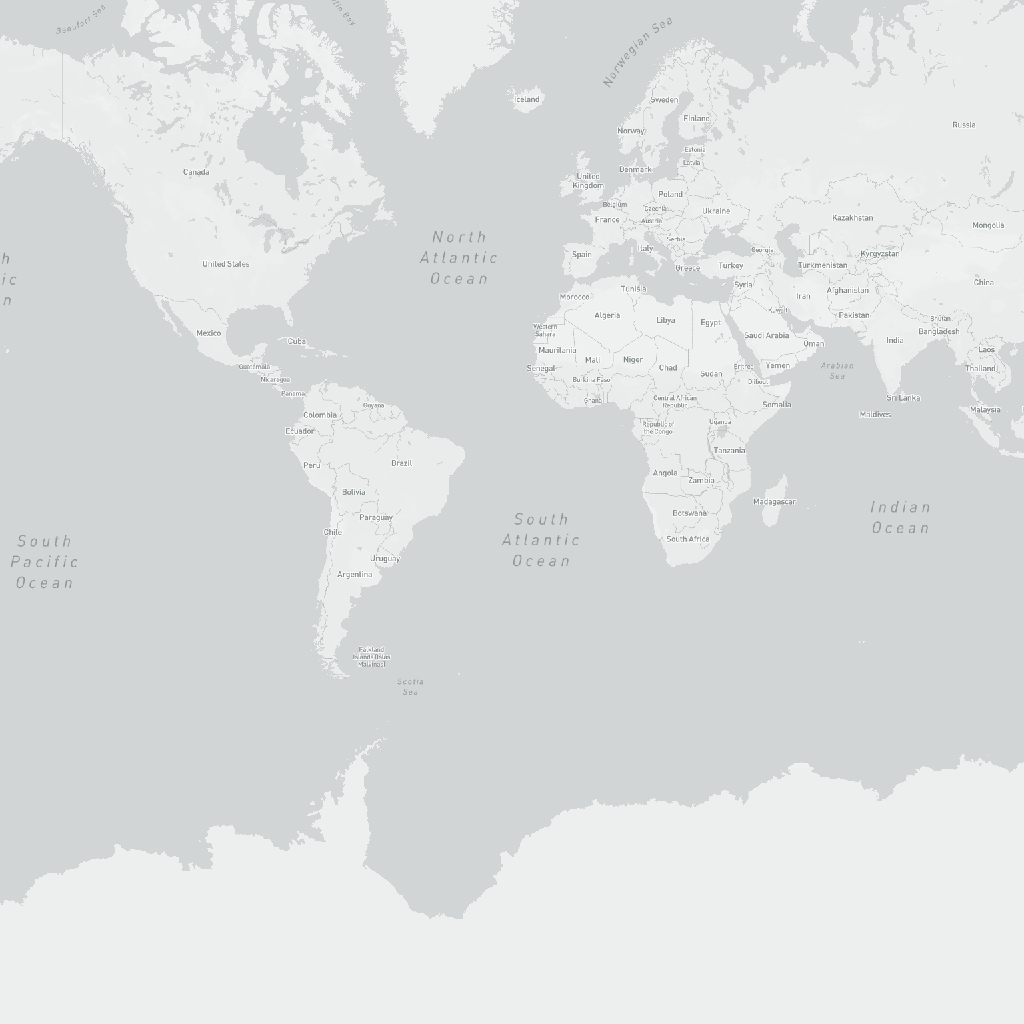 Beaufort Sea
Norwegian Sea
Iceland
Sweden
Finland
Norway
Russia
Estonia
Latvia
Denmark
Canada
United
Kingdom
Poland
Belgium
Czechia
Ukraine
France
Austria
Kazakhstan
Mongolia
North
Atlantic
Ocean
Serbia
Italy
Spain
Georgia
Kyrgyzstan
United States
Greece
Turkey
Turkmenistan
China
Syria
Tunisia
Morocco
Iran
Afghanistan
Algeria
Libya
Egypt
Kuwait
Pakistan
Bhutan
Bangladesh
Western
Sahara
Mexico
Cuba
Saudi Arabia
Oman
India
Mauritania
Mali
Niger
Chad
Sudan
Eritrea
Yemen
Arabian
Sea
Laos
Thailand
Guatemala
Nicaragua
Panama
Senegal
Burkina Faso
Ghana
Central African
Republic
Djibouti
Somalia
Sri Lanka
Maldives
Malaysia
Guyana
Colombia
Ecuador
Republic of
the Congo
Uganda
Tanzania
Peru
Brazil
Angola
Zambia
Bolivia
Madagascar
Paraguay
Botswana
Chile
South Africa
Uruguay
Argentina
South
Pacific
Ocean
South
Atlantic
Ocean
Indian
Ocean
Falkland
Islands (Islas
Malvinas)
Scotia
Sea